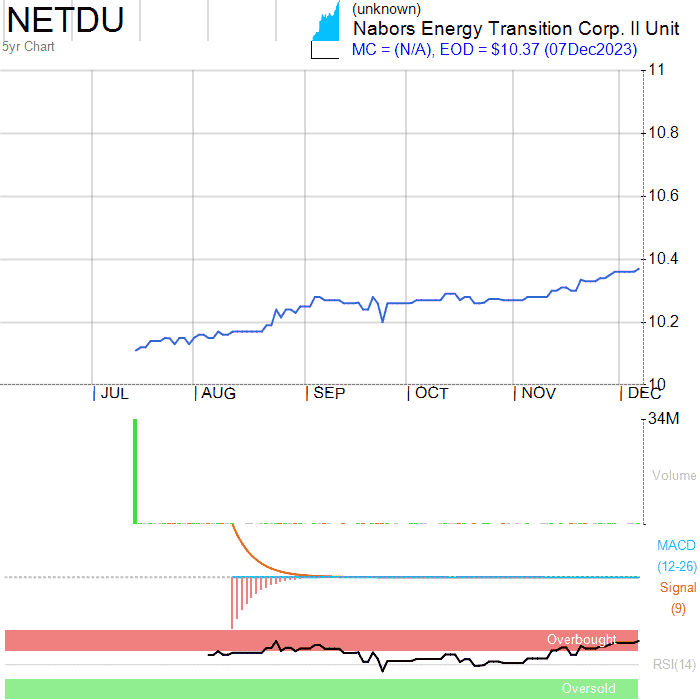 NETDU
(unknown)
Nabors Energy Transition Corp. II Unit
5yr Chart
MC = (N/A), EOD = $10.37 (07Dec2023)
11
10.8
10.6
10.4
10.2
10
JUL AUG SEP OCT NOV DEC
34M
Volume
MACD
(12-26)
Signal
(9)
Overbought
RSI(14)
Oversold